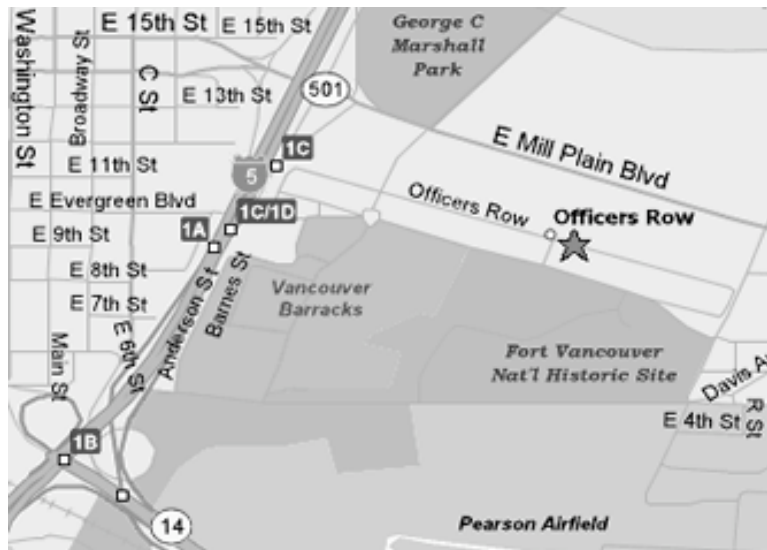 E 15th St
E 15th St
George C
Marshall
Park
Washington St
Broadway St
C St
E 13th St
501
E Mill Plain Blvd
E 11th St
1C
5
E Evergreen Blvd
Officers Row
Officers Row
1C/1D
E 9th St
1A
E 8th St
Vancouver
Barracks
E 7th St
Anderson St
Barnes St
E 6th St
Main St
Fort Vancouver
Nat'l Historic Site
Davis A
E 4th St
R St
1B
14
Pearson Airfield